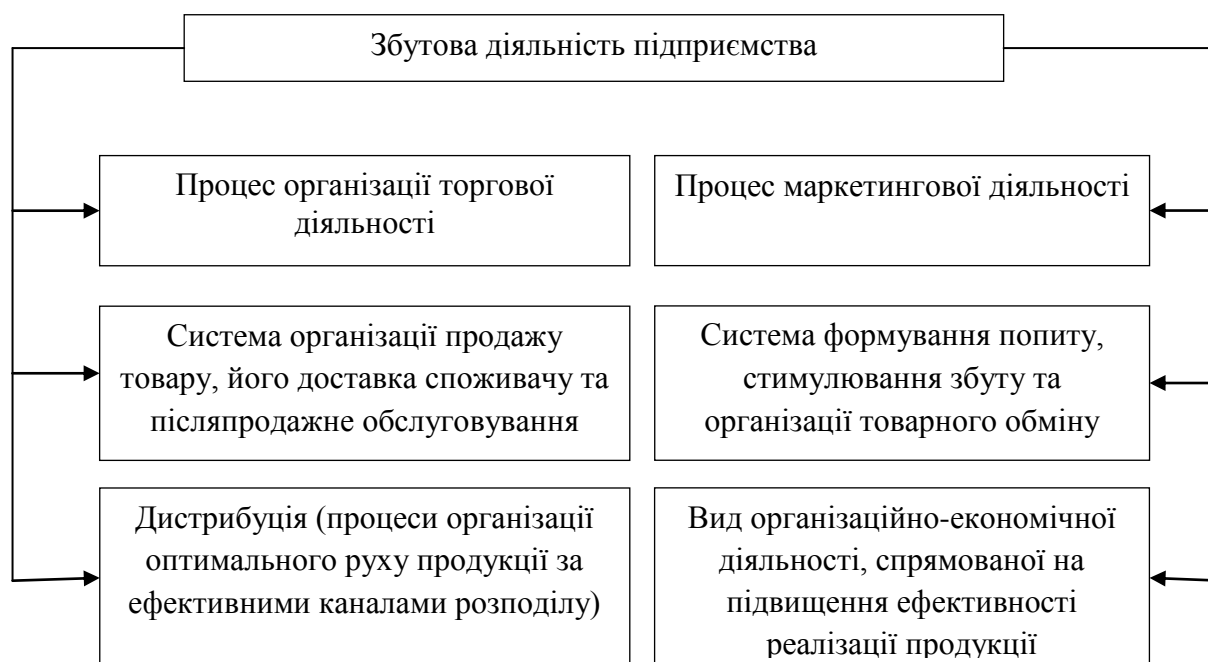 Збутова діяльність підприємства
Процес організації торгової
діяльності
Процес маркетингової діяльності
Система організації продажу
товару, його доставка споживачу та
післяпродажне обслуговування
Система формування попиту,
стимулювання збуту та
організації товарного обміну
Дистрибуція (процеси організації
оптимального руху продукції за
ефективними каналами розподілу)
Вид організаційно-економічної
діяльності, спрямованої на
підвищення ефективності
реалізації продукції